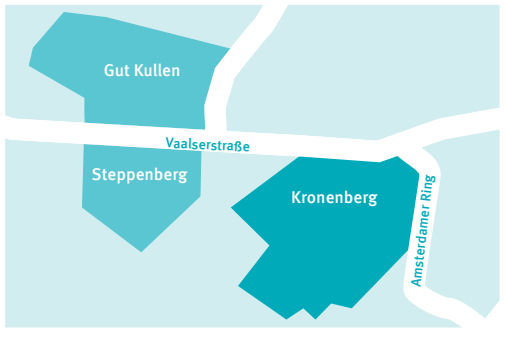 Gut Kullen
Vaalserstraße
Steppenberg
Kronenberg
Amsterdamer Ring